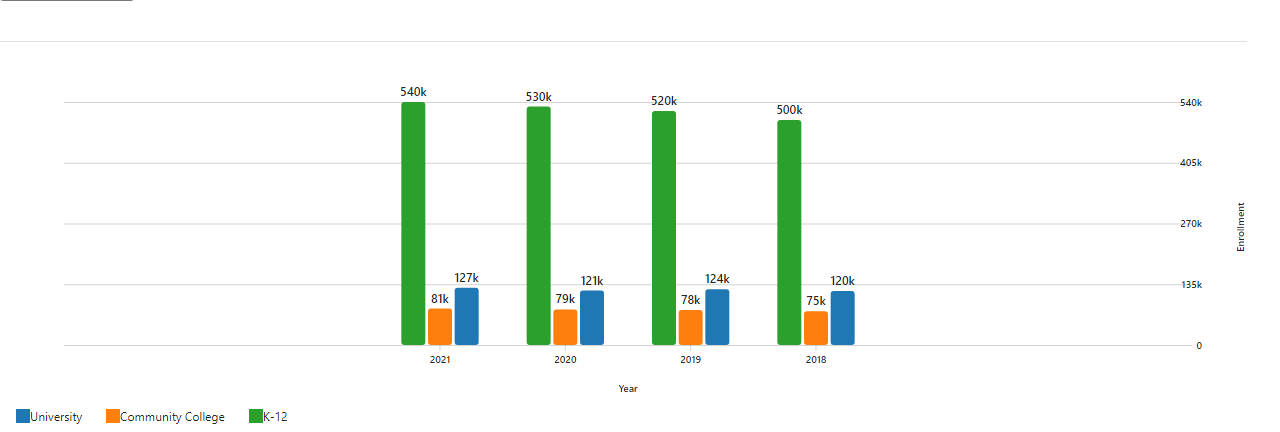 540k
530k
520k
500k
540k
405k
270k
Enrollment
127k
121k
124k
120k
135k
81k
79k
78k
75k
0
2021
2020
2019
2018
Year
University
Community College
K-12